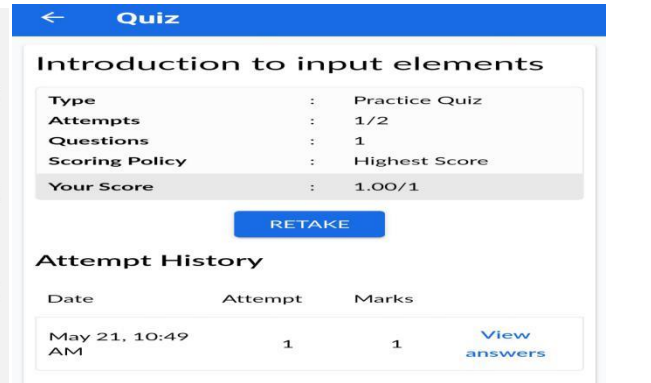 Quiz
Introduction to input elements
Type : Practice Quiz
Attempts : 1/2
Questions : 1
Scoring Policy : Highest Score
Your Score : 1.00/1
RETAKE
Attempt History
Date Attempt Marks
May 21, 10:49 View
AM 1 1 answers